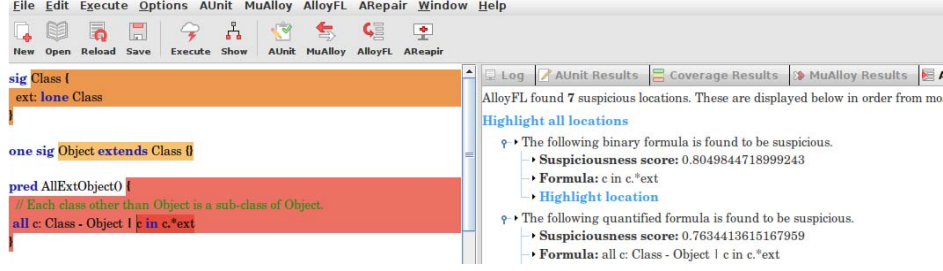 File Edit Execute Options AUnit MuAlloy AlloyFL ARepair Window Help
New Open Reload Save Execute Show AUnit MuAlloy AlloyFL AReapir
sig Class {
ext: lone Class
}
one sig Object extends Class {}
pred AllExtObject() {
// Each class other than Object is a sub-class of Object.
all c: Class - Object | c in c.*ext
}
Log AUnit Results Coverage Results MuAlloy Results A
AlloyFL found 7 suspicious locations. These are displayed below in order from mo
Highlight all locations
The following binary formula is found to be suspicious.
Suspiciousness score: 0.8049844718999243
Formula: c in c.*ext
Highlight location
The following quantified formula is found to be suspicious.
Suspiciousness score: 0.7634413615167959
Formula: all c: Class - Object | c in c.*ext